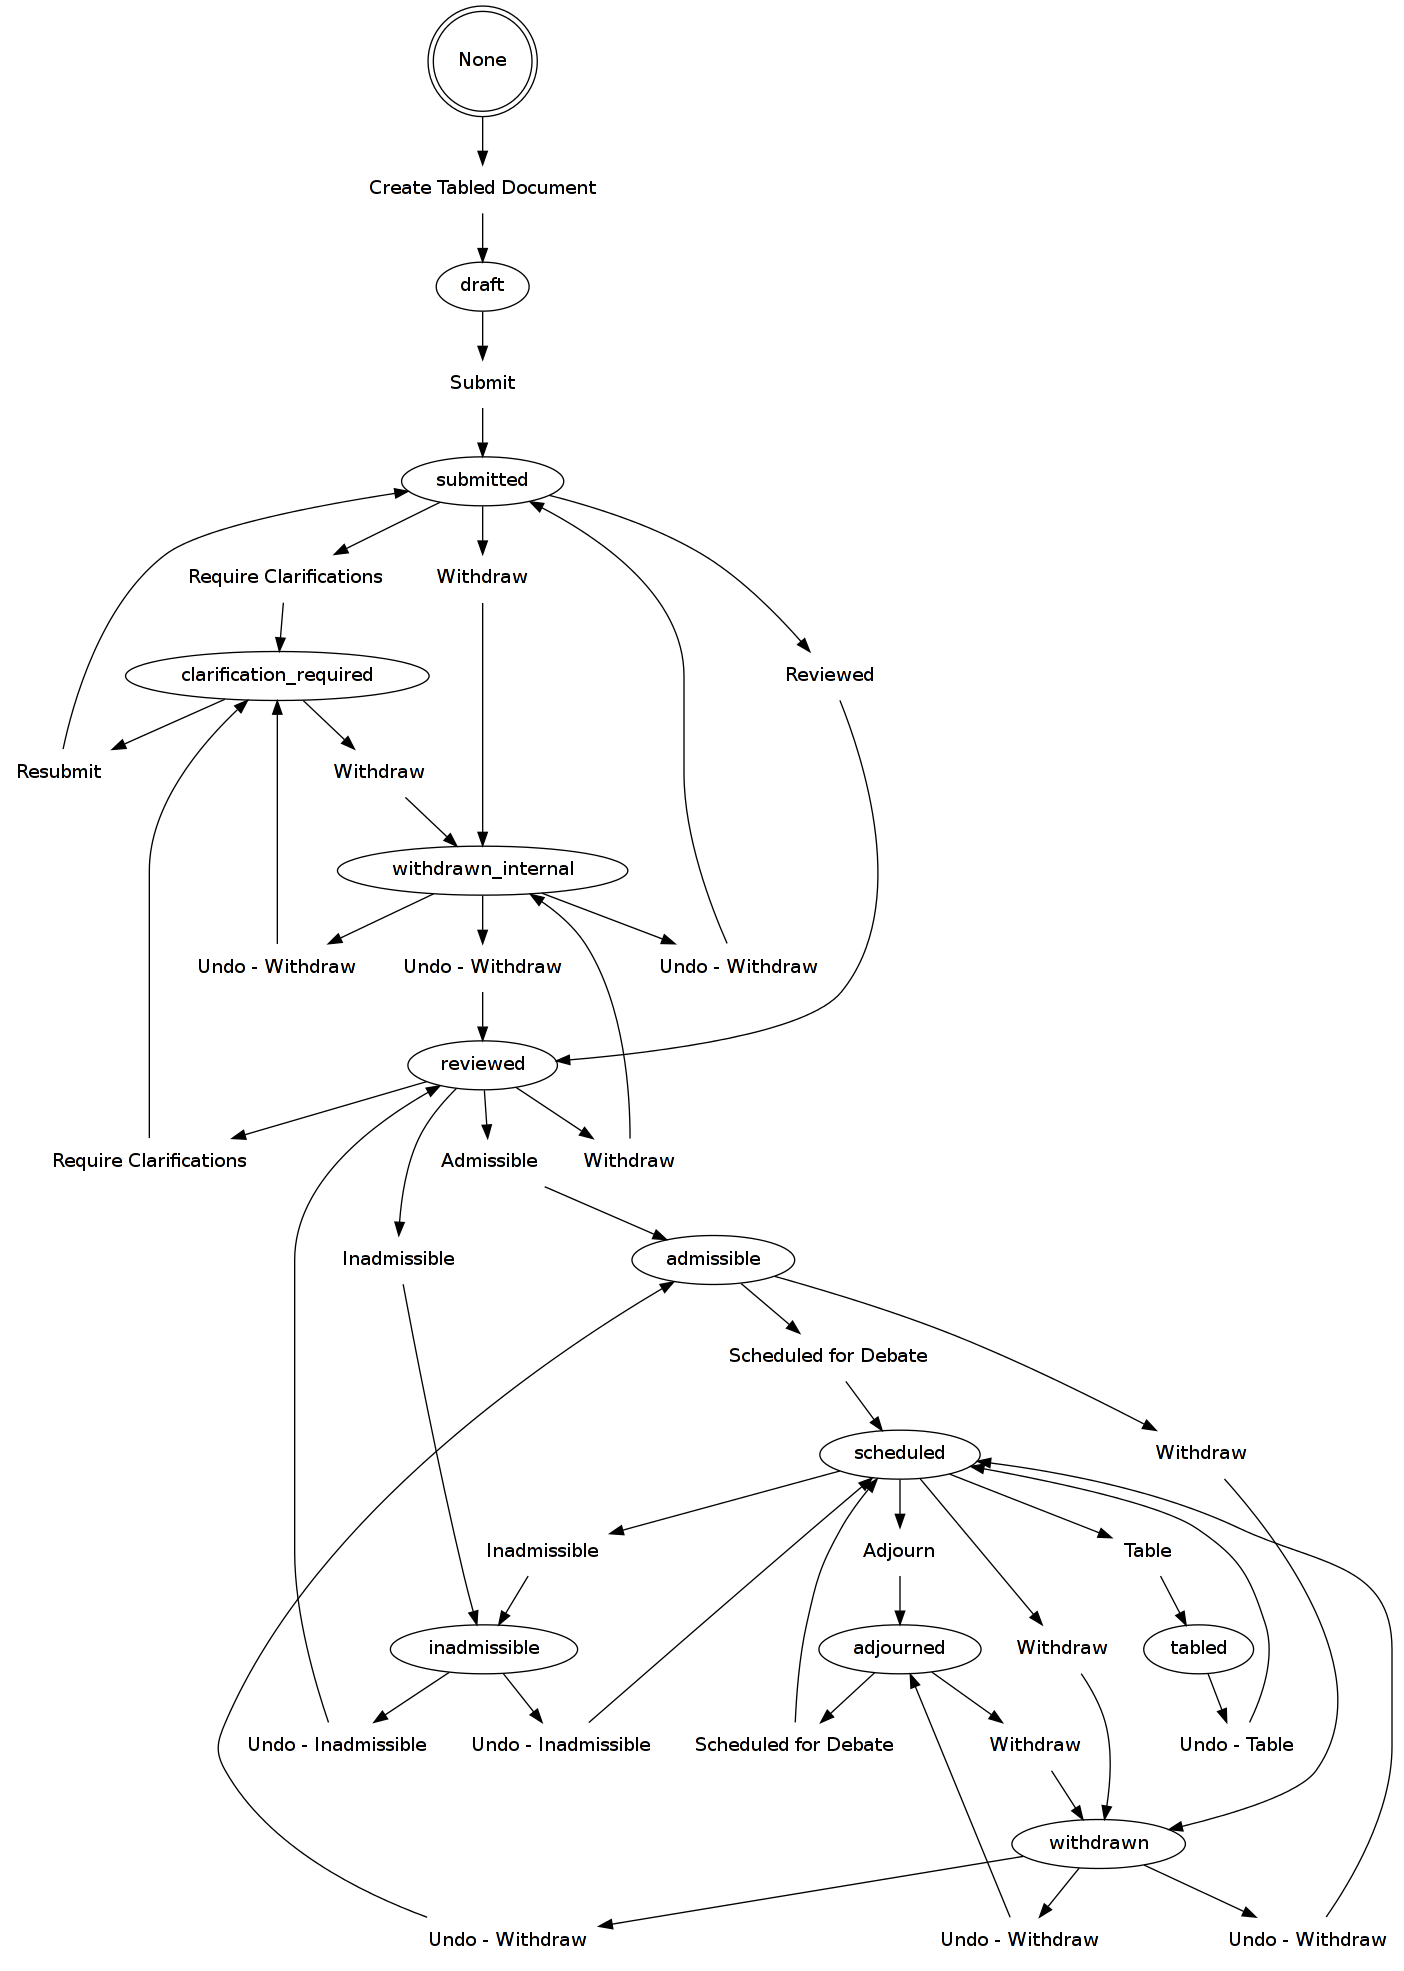 None
Create Tabled Document
draft
Submit
submitted
Require Clarifications
Withdraw
clarification_required
Reviewed
Resubmit
Withdraw
withdrawn_internal
Undo - Withdraw
Undo - Withdraw
Undo - Withdraw
reviewed
Require Clarifications
Admissible
Withdraw
Inadmissible
admissible
Scheduled for Debate
scheduled
Withdraw
Inadmissible
Adjourn
Table
inadmissible
adjourned
Withdraw
tabled
Undo - Inadmissible
Undo - Inadmissible
Scheduled for Debate
Withdraw
Undo - Table
withdrawn
Undo - Withdraw
Undo - Withdraw
Undo - Withdraw